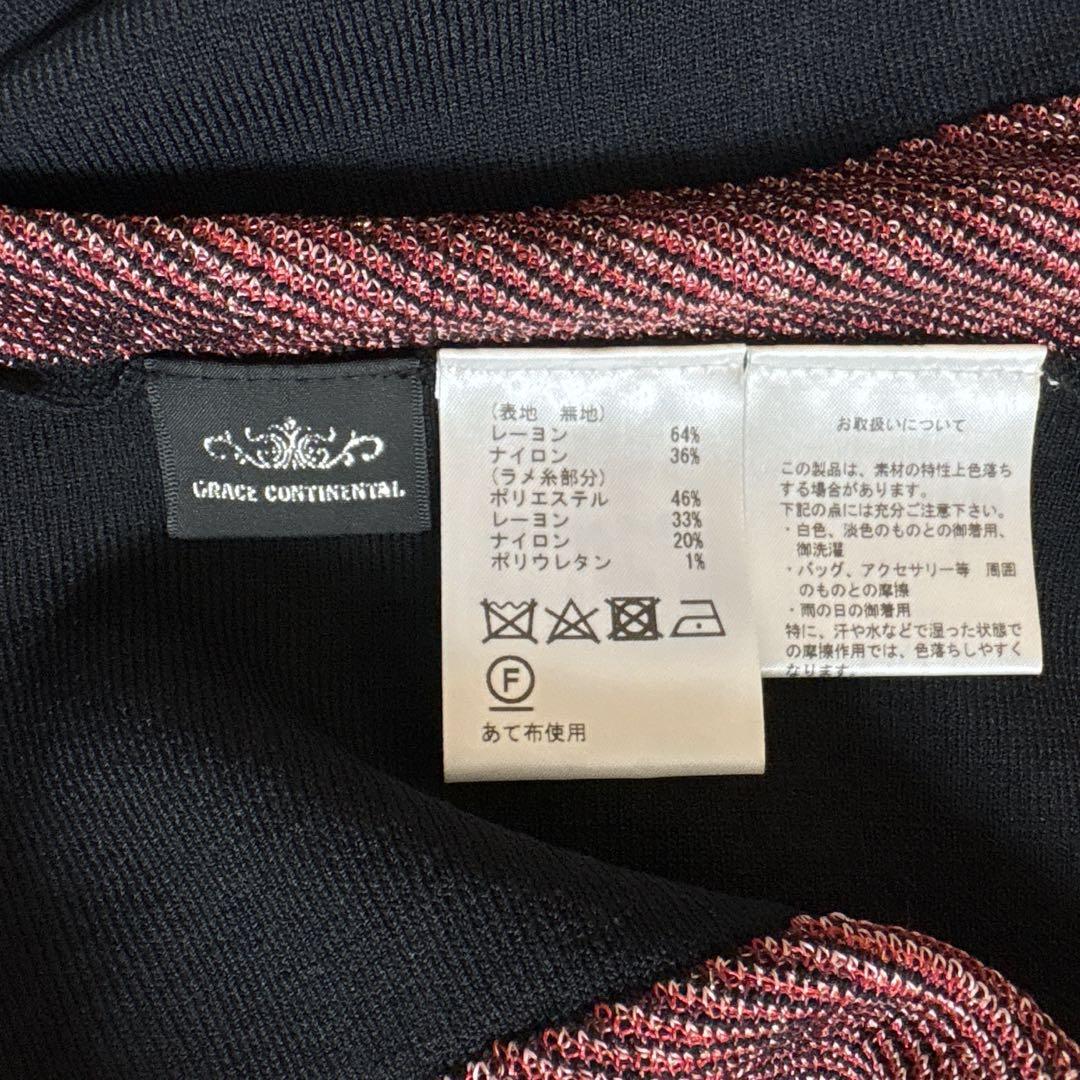 GRACE CONTINENTAL
(表地 無地)
レーヨン 64%
ナイロン 36%
(ラメ糸部分)
ポリエステル 46%
レーヨン 33%
ナイロン 20%
ポリウレタン 1%
F
あて布使用
お取扱いについて
この製品は、素材の特性上色落ち
する場合があります。
下記の点には充分ご注意下さい。
・白色、淡色のものとの御着用、
御洗濯
・バッグ、アクセサリー等 周囲
のものとの摩擦
・雨の日の御着用
特に、汗や水などで湿った状態で
の摩擦作用では、色落ちしやすく
なります。